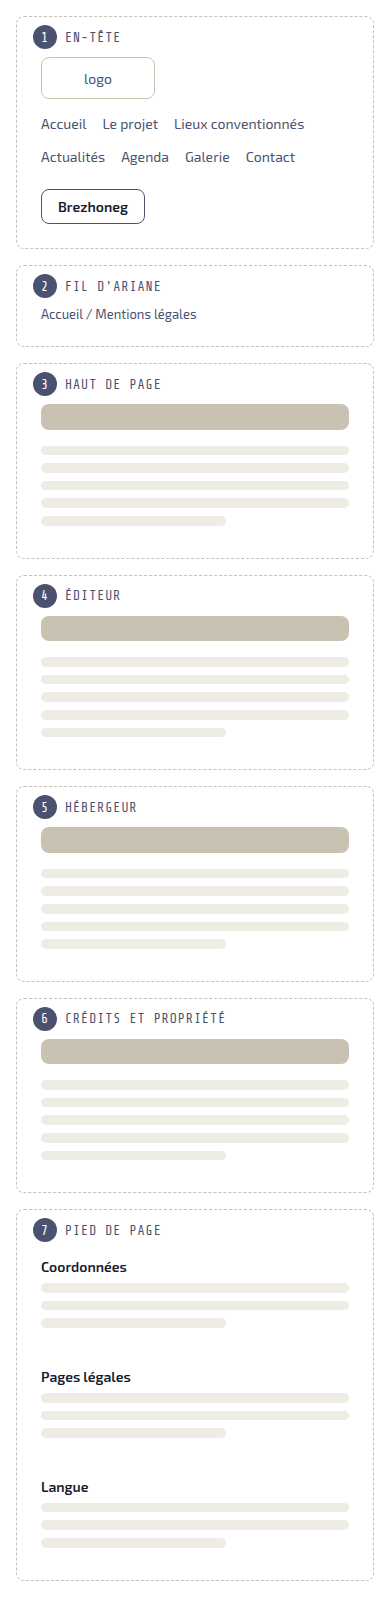 1 EN-TÊTE
logo
Accueil Le projet Lieux conventionnés
Actualités Agenda Galerie Contact
Brezhoneg
2 FIL D'ARIANE
Accueil / Mentions légales
3 HAUT DE PAGE
4 ÉDITEUR
5 HÉBERGEUR
6 CRÉDITS ET PROPRIÉTÉ
7 PIED DE PAGE
Coordonnées
Pages légales
Langue